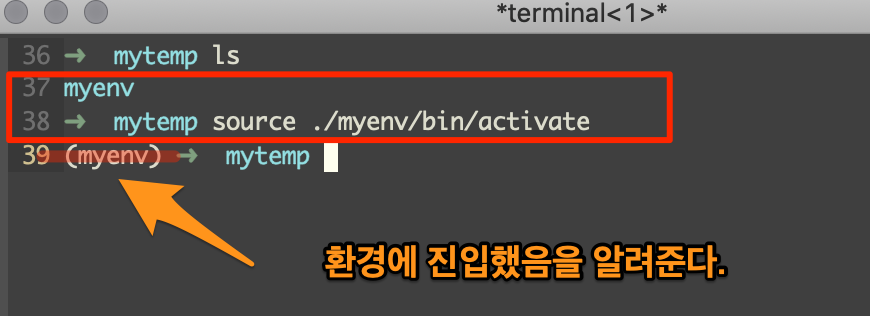 *terminal<1>*
36 → mytemp ls
37 myenv
38 → mytemp source ./myenv/bin/activate
39 (myenv) → mytemp
환경에 진입했음을 알려준다.